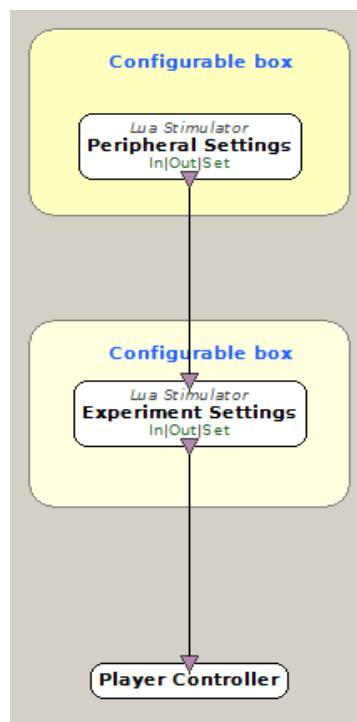 Configurable box
Lua Stimulator
Peripheral Settings
In|Out|Set
Configurable box
Lua Stimulator
Experiment Settings
In|Out|Set
Player Controller